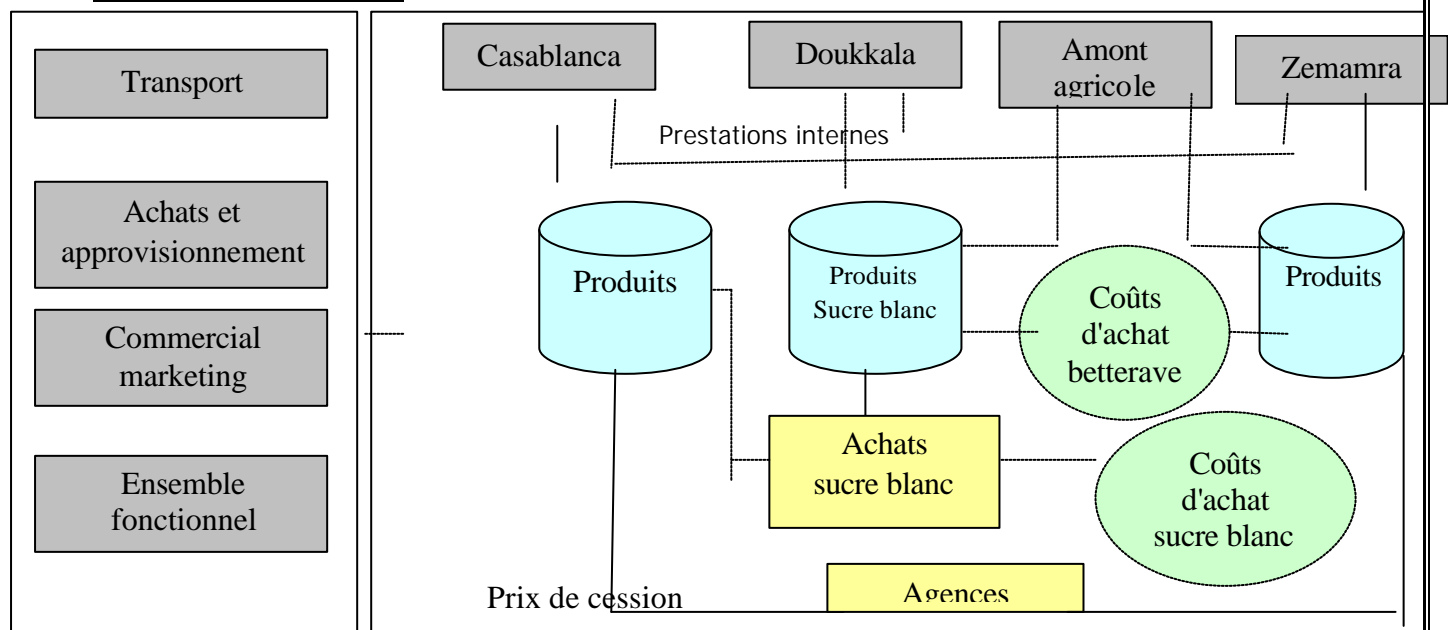 Transport
Achats et
approvisionnement
Commercial
marketing
Ensemble
fonctionnel
Casablanca
Doukkala
Amont
agricole
Zemamra
Prestations internes
Produits
Produits
Sucre blanc
Coûts
d'achat
betterave
Produits
Achats
sucre blanc
Coûts
d'achat
sucre blanc
Prix de cession
Agences